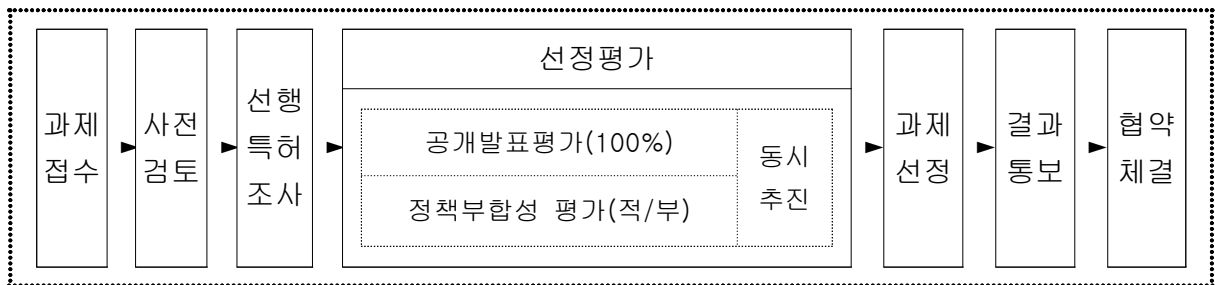 과제
접수
사전
검토
선행
특허
조사
선정평가
공개발표평가(100%)
정책부합성 평가(적/부)
동시
추진
과제
선정
결과
통보
협약
체결